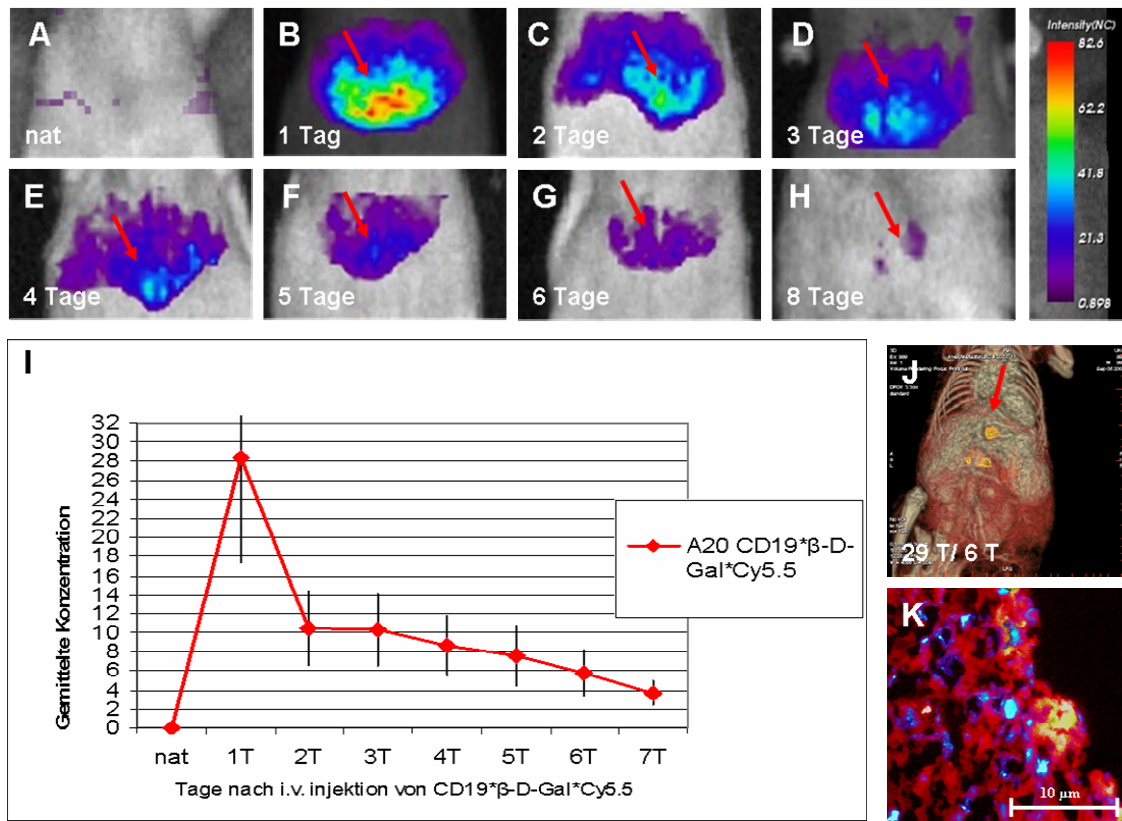 A
nat
B
1 Tag
C
2 Tage
D
3 Tage
Intensity(NC)
82.6
62.2
41.8
21.3
0.898
E
4 Tage
F
5 Tage
G
6 Tage
H
8 Tage
I
Gemittelte Konzentration
32
30
28
26
24
22
20
18
16
14
12
10
8
6
4
2
0
nat 1T 2T 3T 4T 5T 6T 7T
Tage nach i.v. injektion von CD19*β-D-Gal*Cy5.5
A20 CD19*β-D-
Gal*Cy5.5
J
29 T/ 6 T
K
10 µm